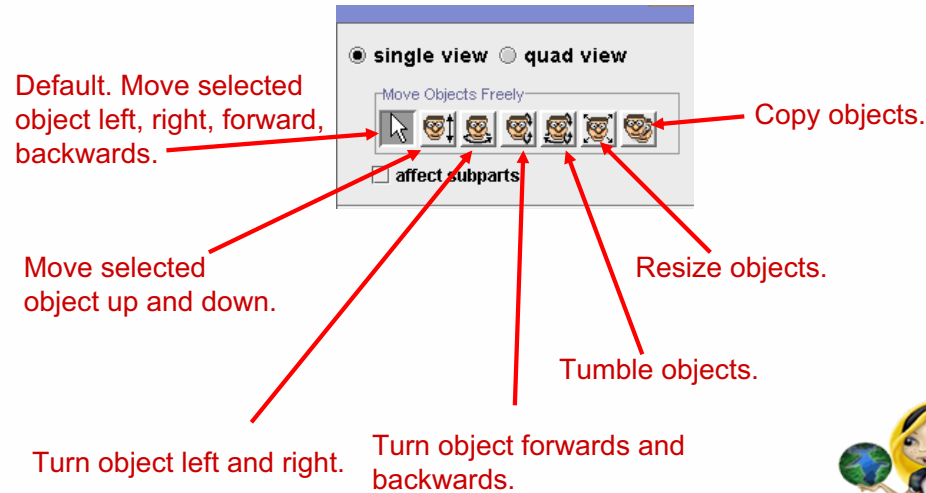 single view quad view
Move Objects Freely
affect subparts
Default. Move selected
object left, right, forward,
backwards.
Copy objects.
Move selected
object up and down.
Resize objects.
Tumble objects.
Turn object left and right.
Turn object forwards and
backwards.